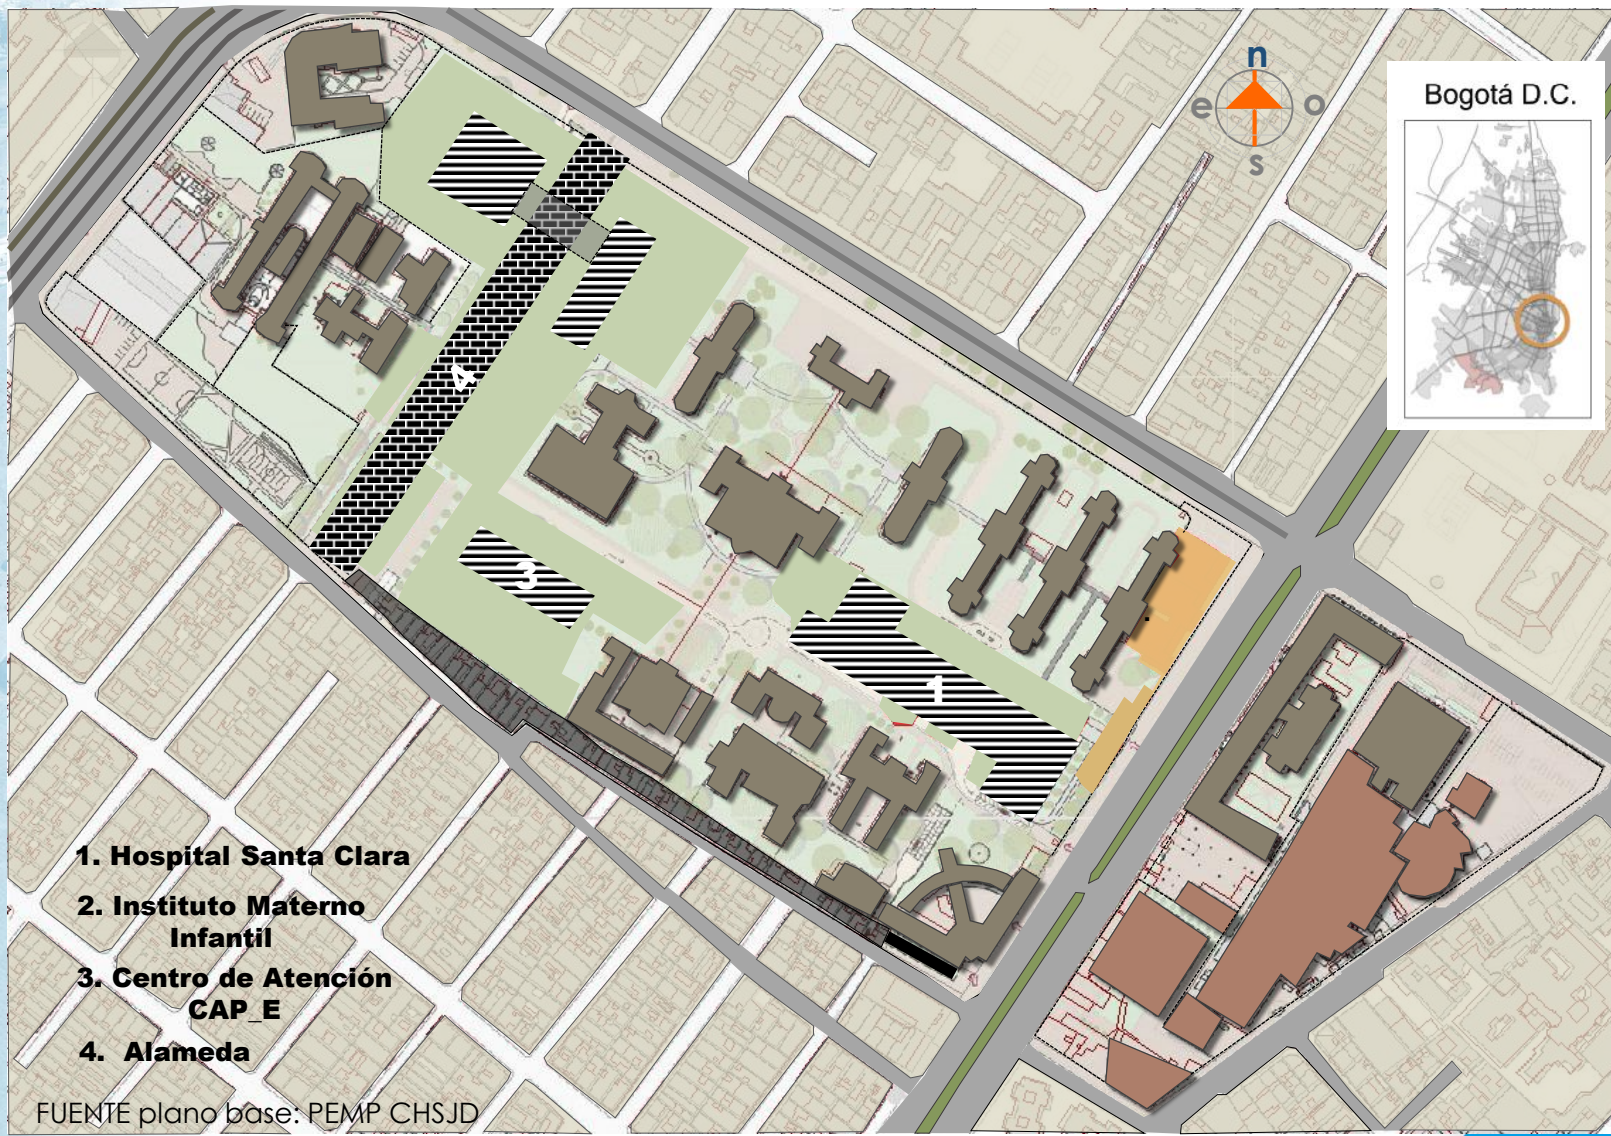 n
e o
s
Bogotá D.C.
4
3
1
1. Hospital Santa Clara
2. Instituto Materno
Infantil
3. Centro de Atención
CAP_E
4. Alameda
FUENTE plano base: PEMP CHSJD